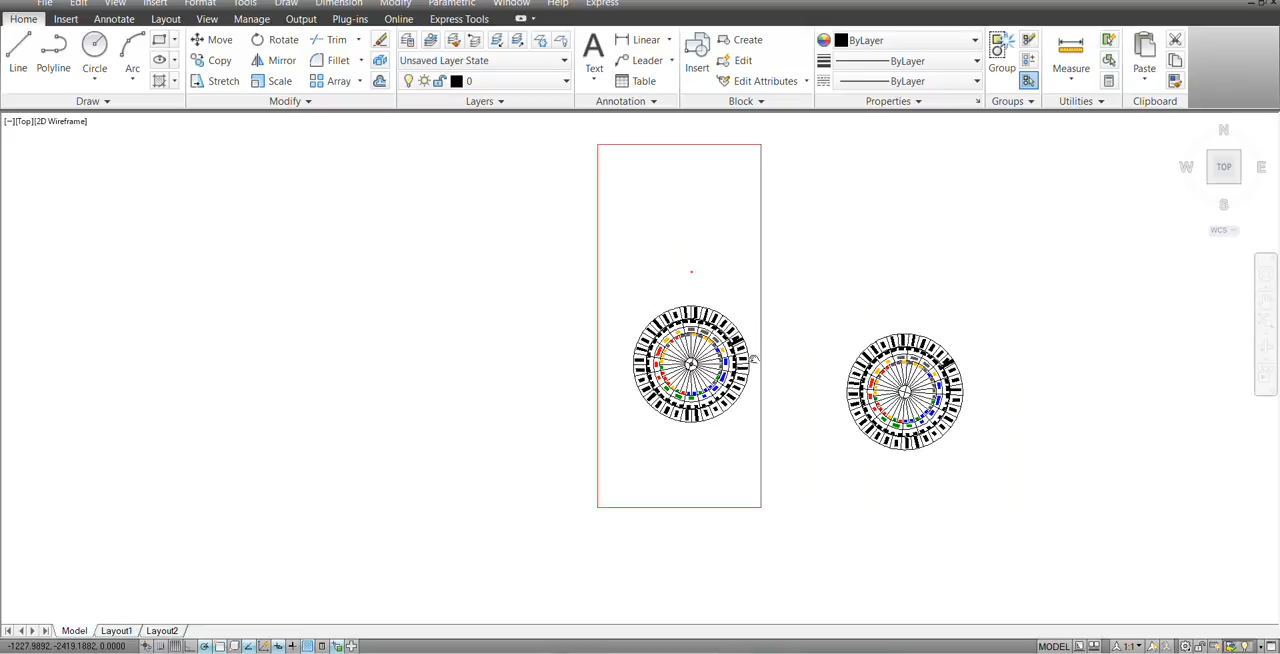 File Edit View Insert Format Tools Draw Dimension Modify Parametric Window Help Express
Home Insert Annotate Layout View Manage Output Plug-ins Online Express Tools
Line Polyline Circle Arc
Move Rotate Trim
Copy Mirror Fillet
Stretch Scale Array
Unsaved Layer State
0
Text
Linear
Leader
Table
Insert
Create
Edit
Edit Attributes
ByLayer
ByLayer
ByLayer
Group
Measure
Paste
Draw Modify Layers Annotation Block Properties Groups Utilities Clipboard
[−][Top][2D Wireframe]
N
W TOP E
S
WCS
Model Layout1 Layout2
-1227.9892, -2419.1882, 0.0000
MODEL 1:1